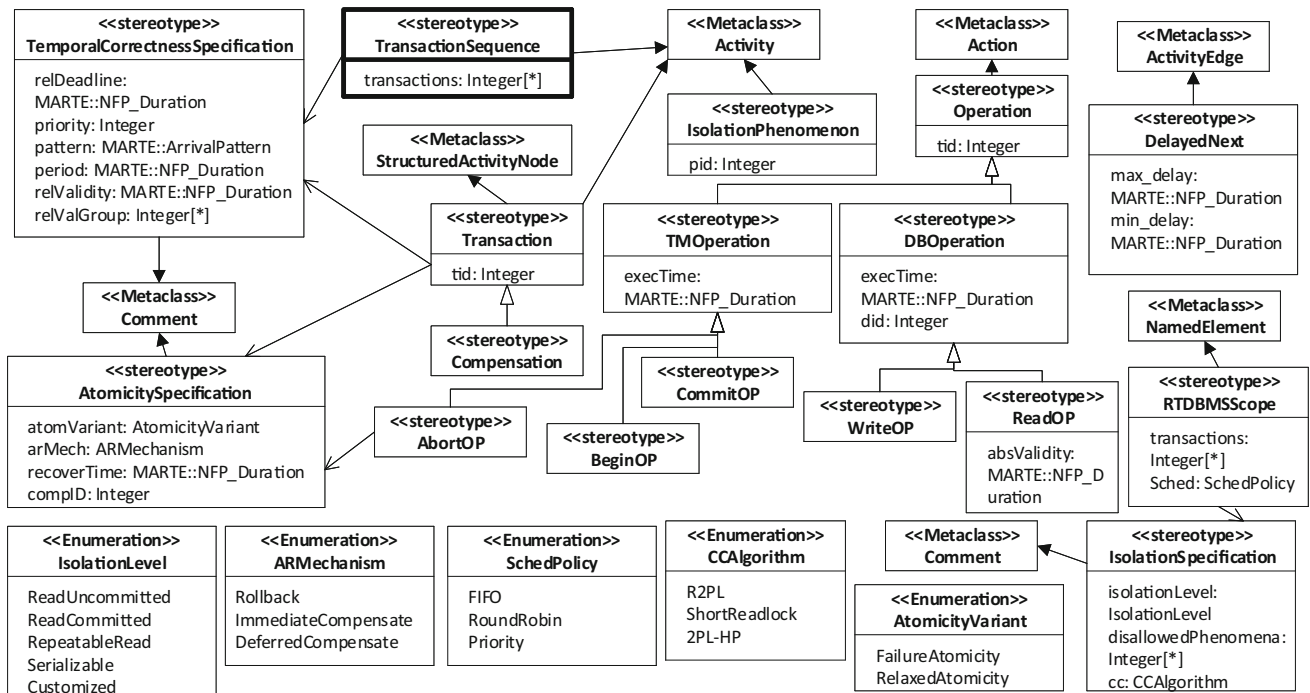 <<stereotype>>
TemporalCorrectnessSpecification
relDeadline:
MARTE::NFP_Duration
priority: Integer
pattern: MARTE::ArrivalPattern
period: MARTE::NFP_Duration
relValidity: MARTE::NFP_Duration
relValGroup: Integer[*]
<<stereotype>>
TransactionSequence
transactions: Integer[*]
<<Metaclass>>
Activity
<<Metaclass>>
Action
<<Metaclass>>
ActivityEdge
<<stereotype>>
IsolationPhenomenon
pid: Integer
<<stereotype>>
Operation
tid: Integer
<<stereotype>>
DelayedNext
max_delay:
MARTE::NFP_Duration
min_delay:
MARTE::NFP_Duration
<<Metaclass>>
StructuredActivityNode
<<stereotype>>
Transaction
tid: Integer
<<stereotype>>
TMOperation
execTime:
MARTE::NFP_Duration
<<stereotype>>
DBOperation
execTime:
MARTE::NFP_Duration
did: Integer
<<Metaclass>>
Comment
<<Metaclass>>
NamedElement
<<stereotype>>
Compensation
<<stereotype>>
AtomicitySpecification
atomVariant: AtomicityVariant
arMech: ARMechanism
recoverTime: MARTE::NFP_Duration
compID: Integer
<<stereotype>>
AbortOP
<<stereotype>>
BeginOP
<<stereotype>>
CommitOP
<<stereotype>>
WriteOP
<<stereotype>>
ReadOP
absValidity:
MARTE::NFP_D
uration
<<stereotype>>
RTDBMSScope
transactions:
Integer[*]
Sched: SchedPolicy
<<Enumeration>>
IsolationLevel
ReadUncommitted
ReadCommitted
RepeatableRead
Serializable
Customized
<<Enumeration>>
ARMechanism
Rollback
ImmediateCompensate
DeferredCompensate
<<Enumeration>>
SchedPolicy
FIFO
RoundRobin
Priority
<<Enumeration>>
CCAlgorithm
R2PL
ShortReadlock
2PL-HP
<<Metaclass>>
Comment
<<Enumeration>>
AtomicityVariant
FailureAtomicity
RelaxedAtomicity
<<stereotype>>
IsolationSpecification
isolationLevel:
IsolationLevel
disallowedPhenomena:
Integer[*]
cc: CCAlgorithm